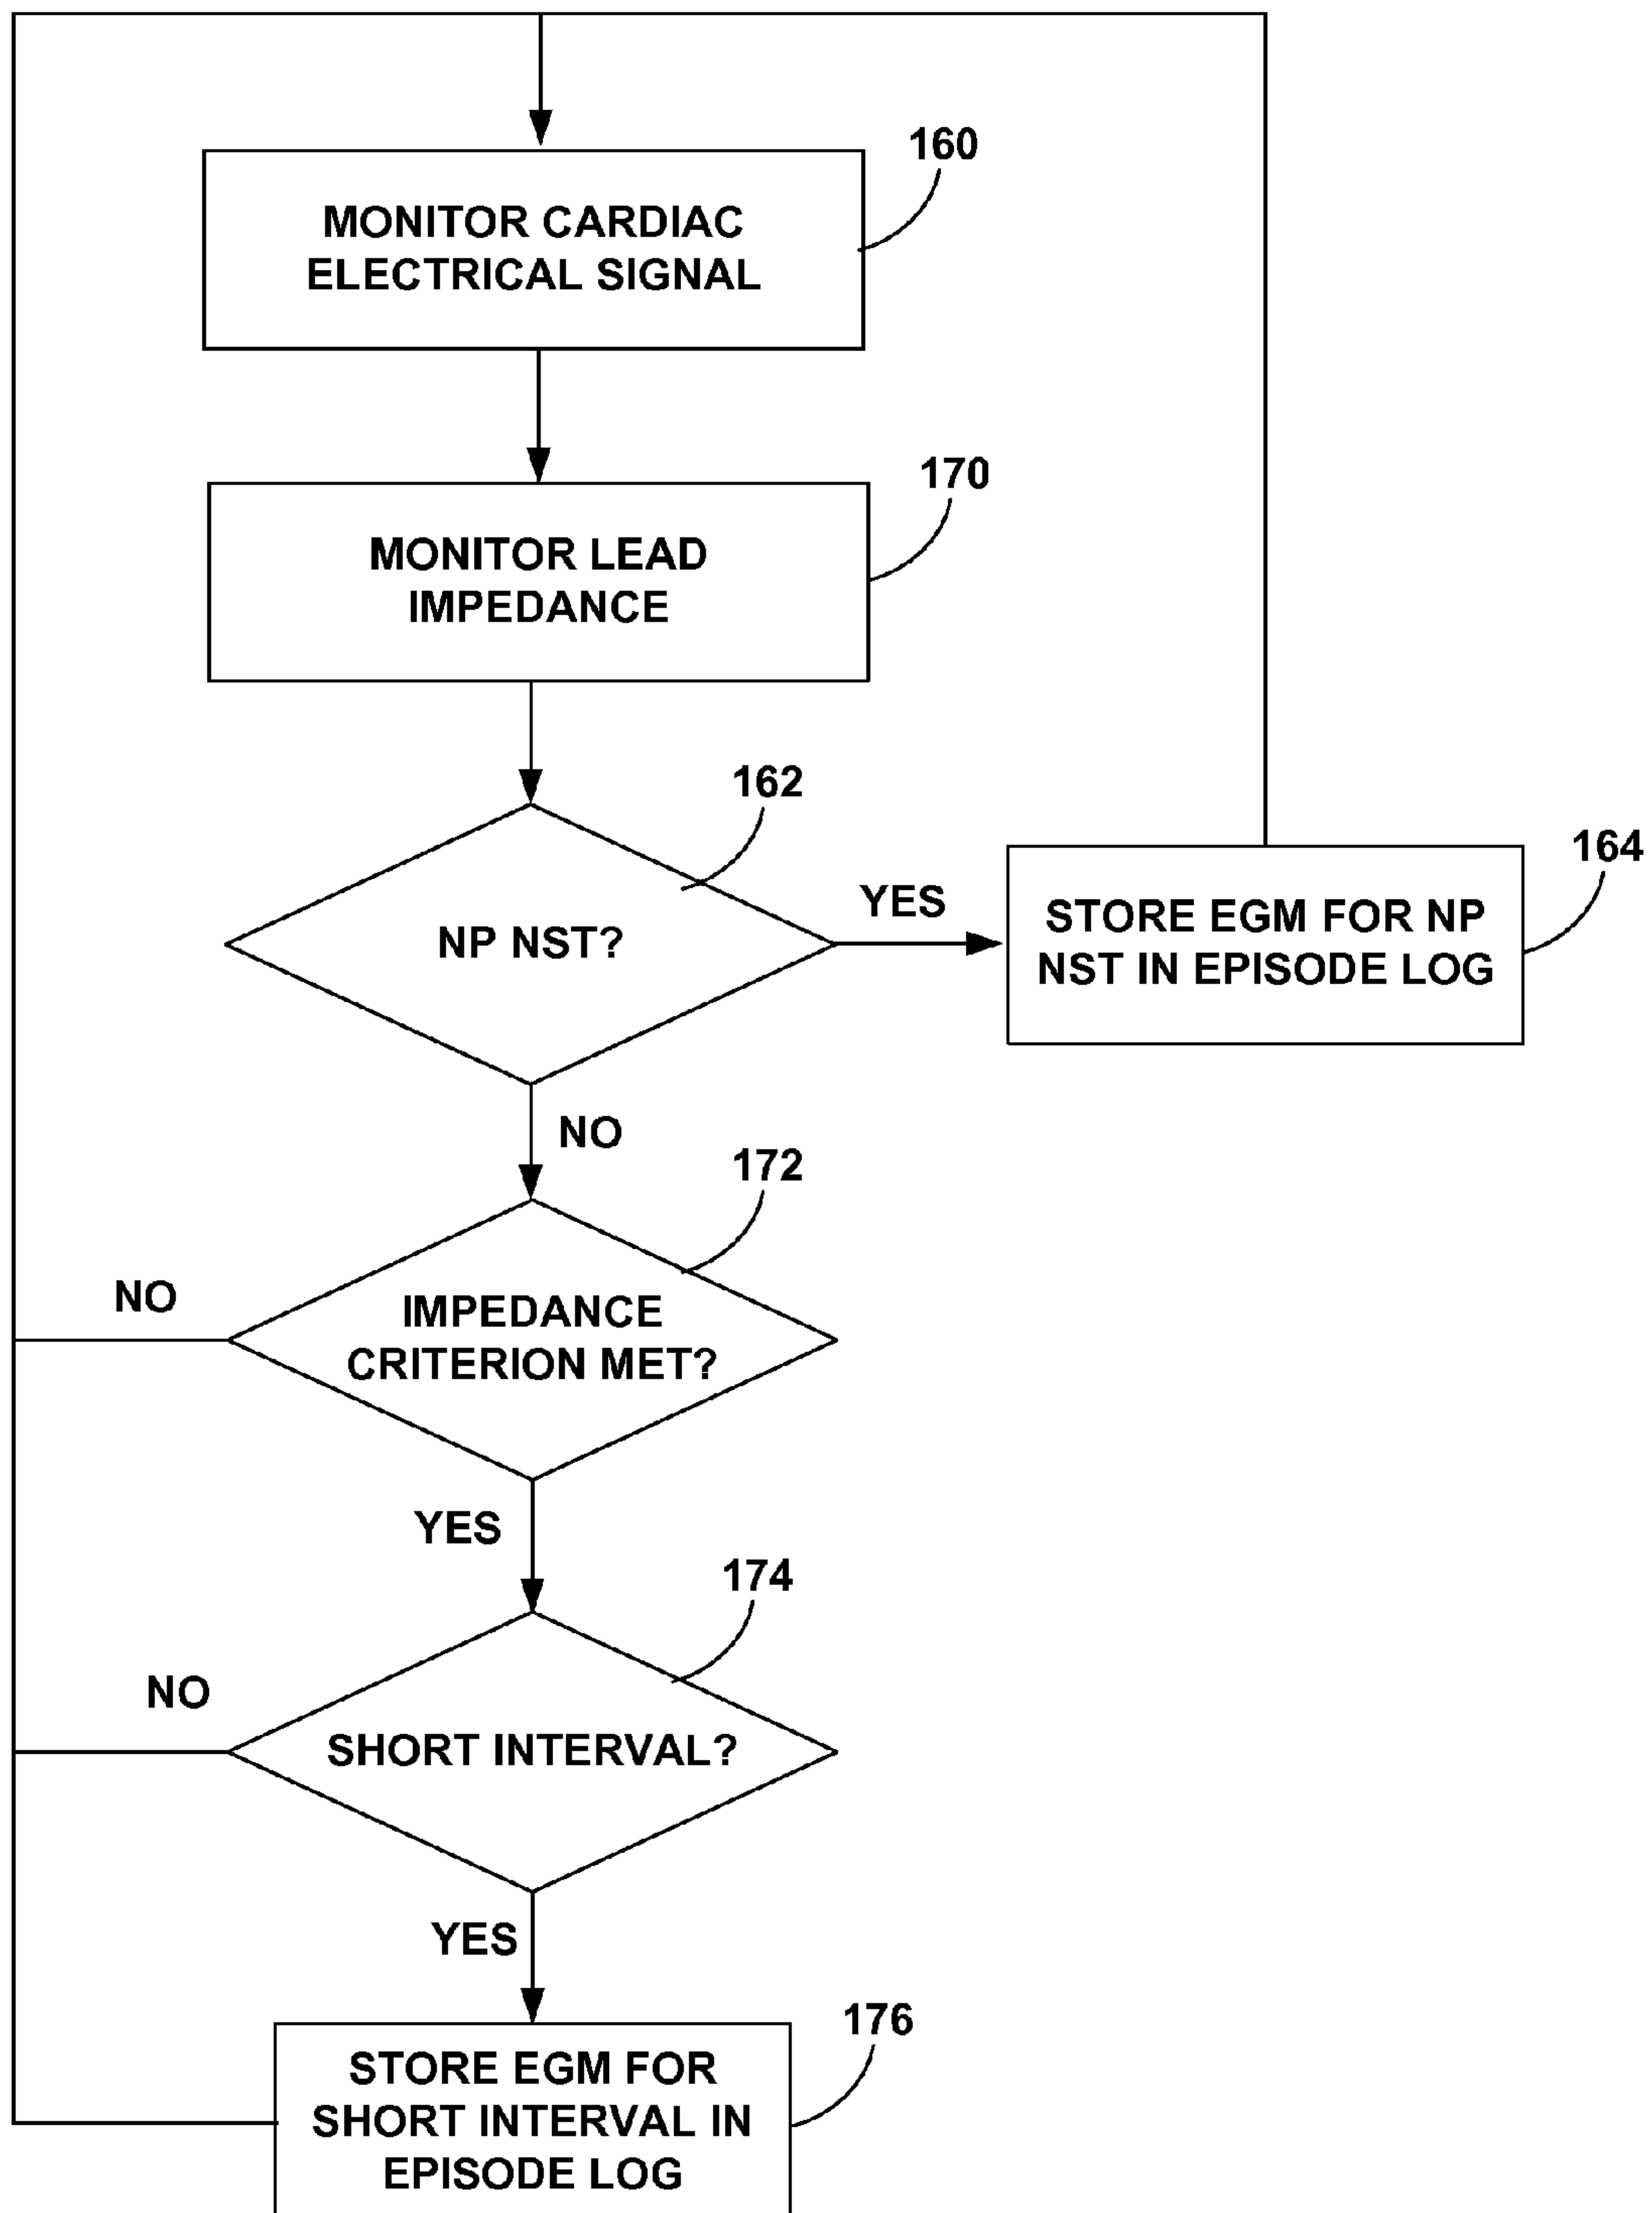 160
MONITOR CARDIAC
ELECTRICAL SIGNAL
170
MONITOR LEAD
IMPEDANCE
162
NP NST?
YES
164
STORE EGM FOR NP
NST IN EPISODE LOG
NO
172
NO
IMPEDANCE
CRITERION MET?
YES
174
NO
SHORT INTERVAL?
YES
176
STORE EGM FOR
SHORT INTERVAL IN
EPISODE LOG